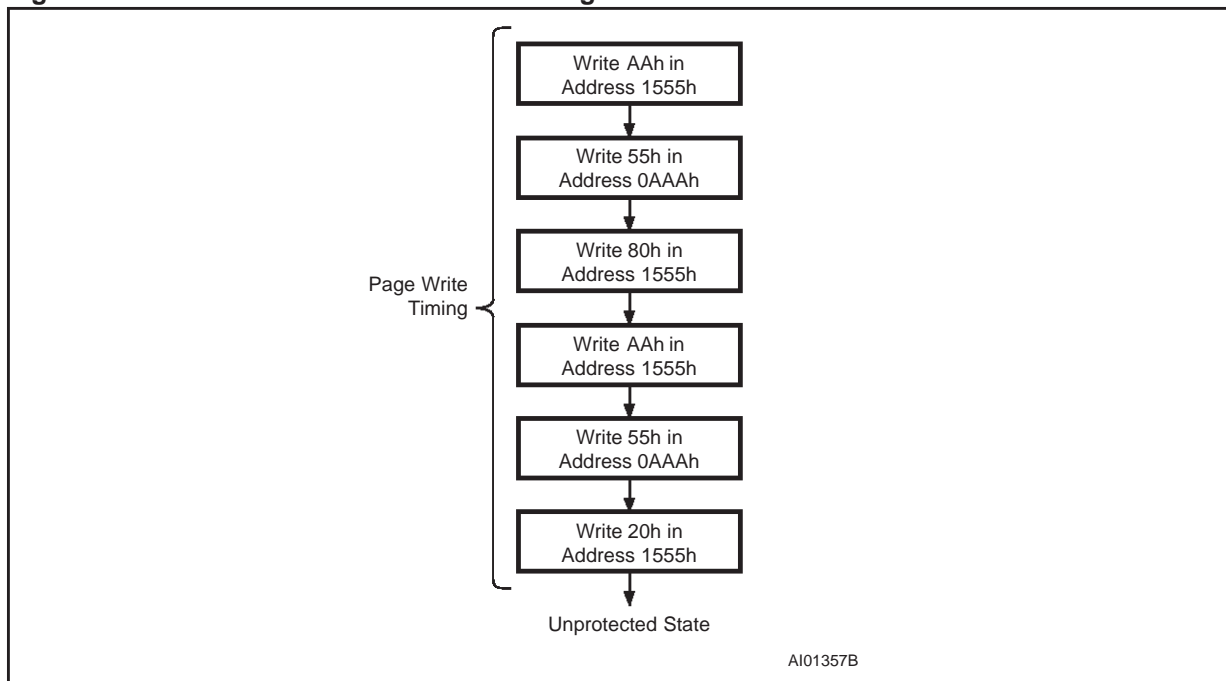 Write AAh in
Address 1555h
Write 55h in
Address 0AAAh
Write 80h in
Address 1555h
Page Write
Timing
Write AAh in
Address 1555h
Write 55h in
Address 0AAAh
Write 20h in
Address 1555h
Unprotected State
AI01357B